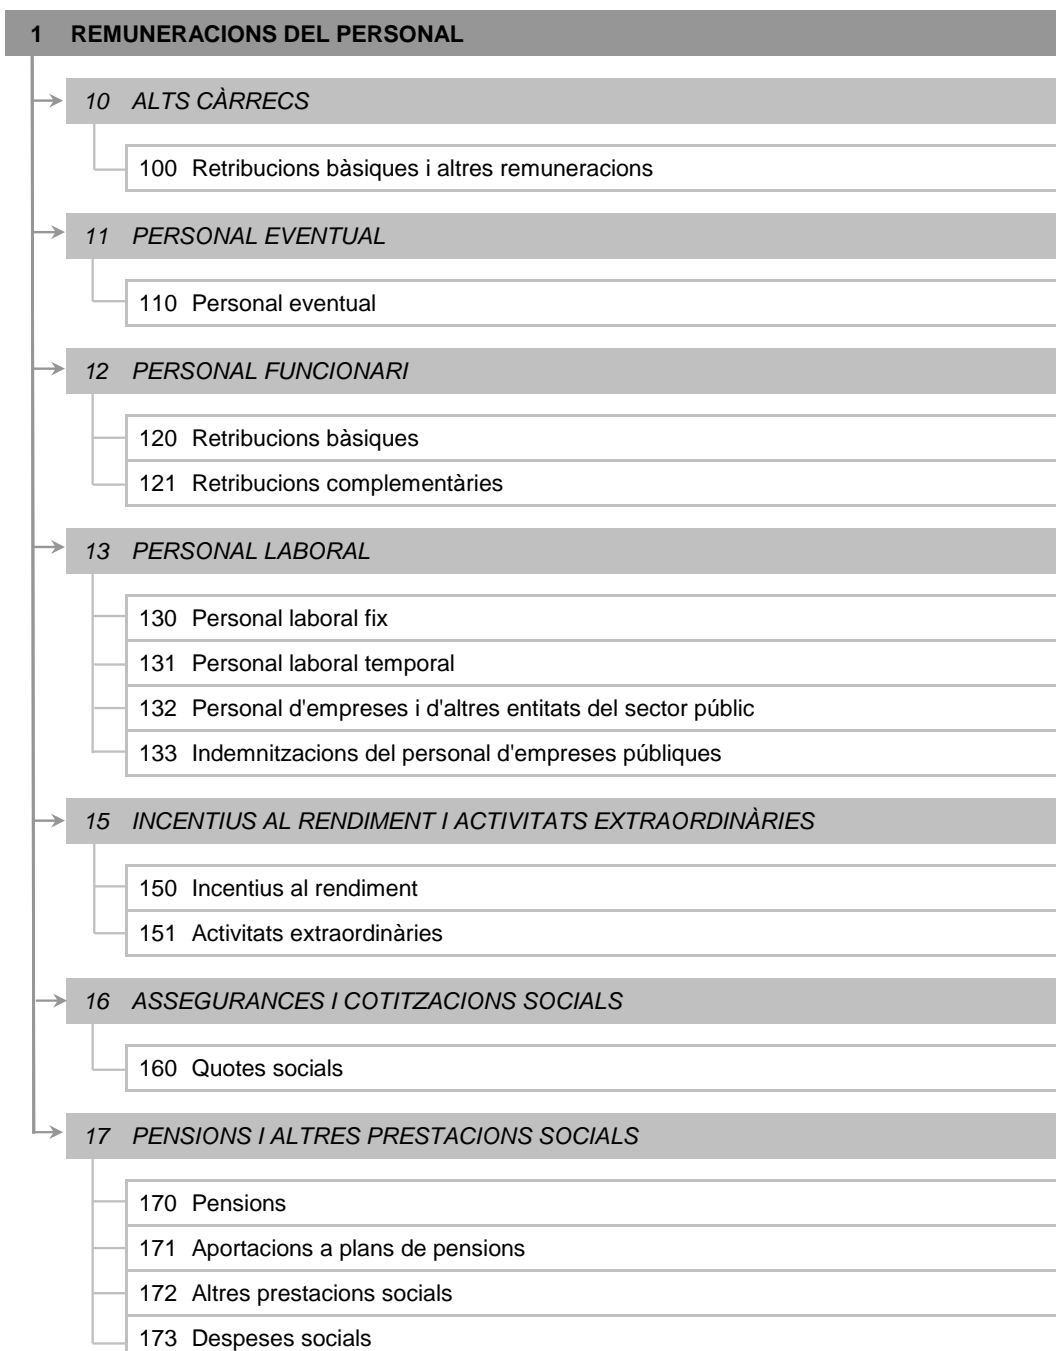 1 REMUNERACIONS DEL PERSONAL
10 ALTS CÀRRECS
100 Retribucions bàsiques i altres remuneracions
11 PERSONAL EVENTUAL
110 Personal eventual
12 PERSONAL FUNCIONARI
120 Retribucions bàsiques
121 Retribucions complementàries
13 PERSONAL LABORAL
130 Personal laboral fix
131 Personal laboral temporal
132 Personal d'empreses i d'altres entitats del sector públic
133 Indemnitzacions del personal d'empreses públiques
15 INCENTIUS AL RENDIMENT I ACTIVITATS EXTRAORDINÀRIES
150 Incentius al rendiment
151 Activitats extraordinàries
16 ASSEGURANCES I COTITZACIONS SOCIALS
160 Quotes socials
17 PENSIONS I ALTRES PRESTACIONS SOCIALS
170 Pensions
171 Aportacions a plans de pensions
172 Altres prestacions socials
173 Despeses socials